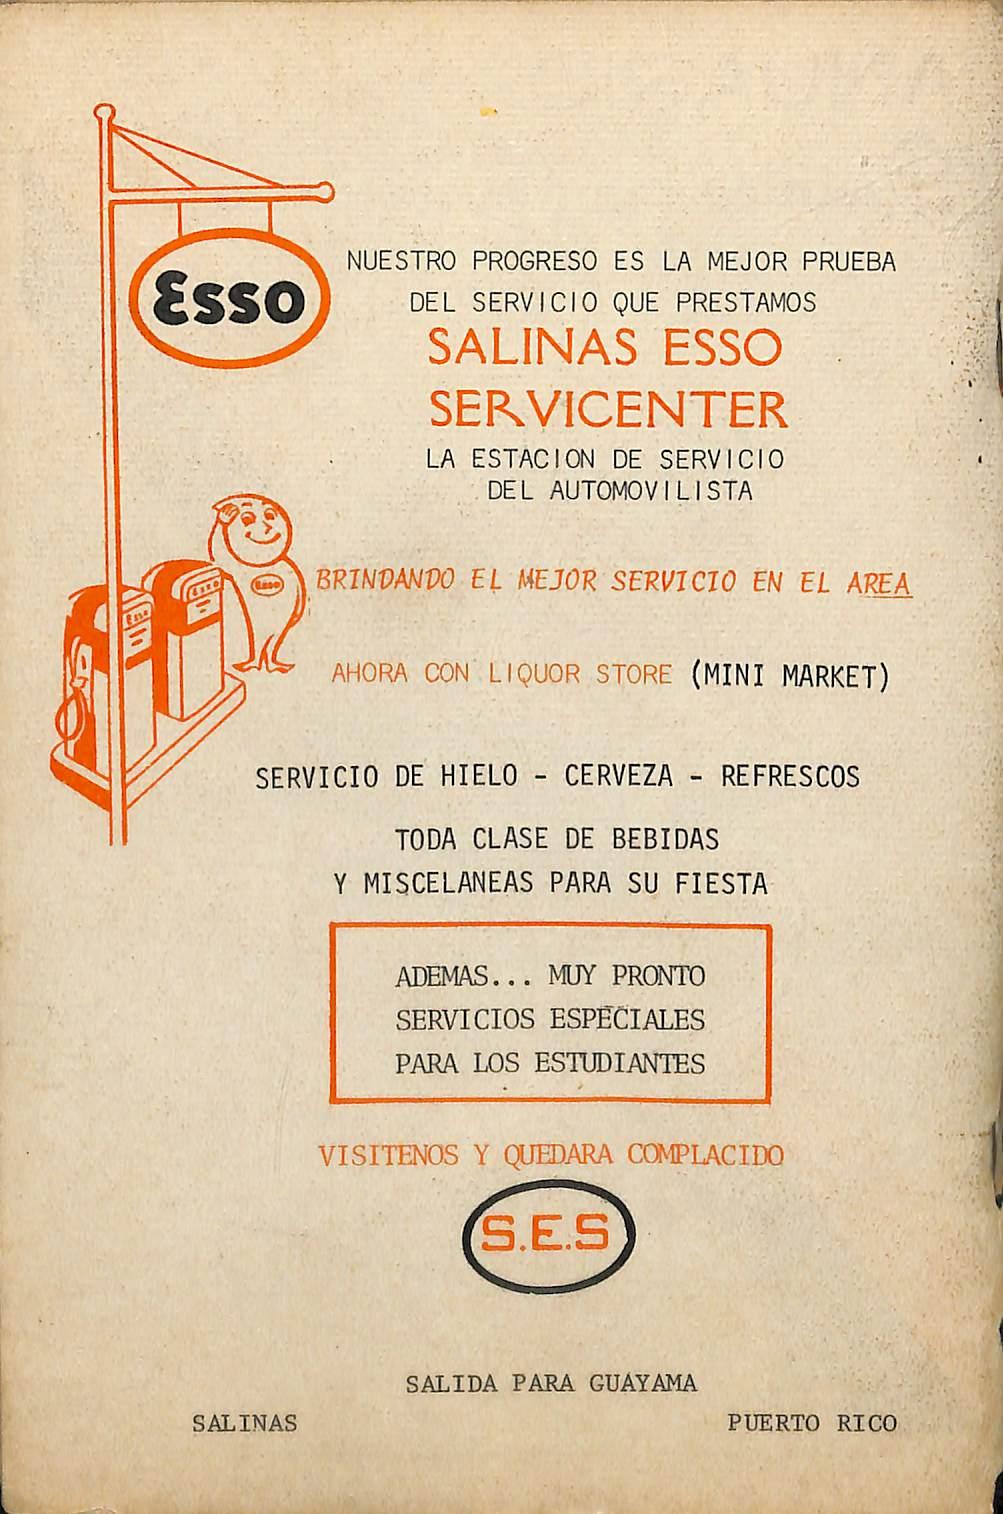 Esso
NUESTRO PROGRESO ES LA MEJOR PRUEBA
DEL SERVICIO QUE PRESTAMOS
SALINAS ESSO
SERVICENTER
LA ESTACION DE SERVICIO
DEL AUTOMOVILISTA
Esso
Esso
Esso
BRINDANDO EL MEJOR SERVICIO EN EL AREA
AHORA CON LIQUOR STORE (MINI MARKET)
SERVICIO DE HIELO - CERVEZA - REFRESCOS
TODA CLASE DE BEBIDAS
Y MISCELANEAS PARA SU FIESTA
ADEMAS... MUY PRONTO
SERVICIOS ESPECIALES
PARA LOS ESTUDIANTES
VISITENOS Y QUEDARA COMPLACIDO
S.E.S
SALIDA PARA GUAYAMA
SALINAS PUERTO RICO